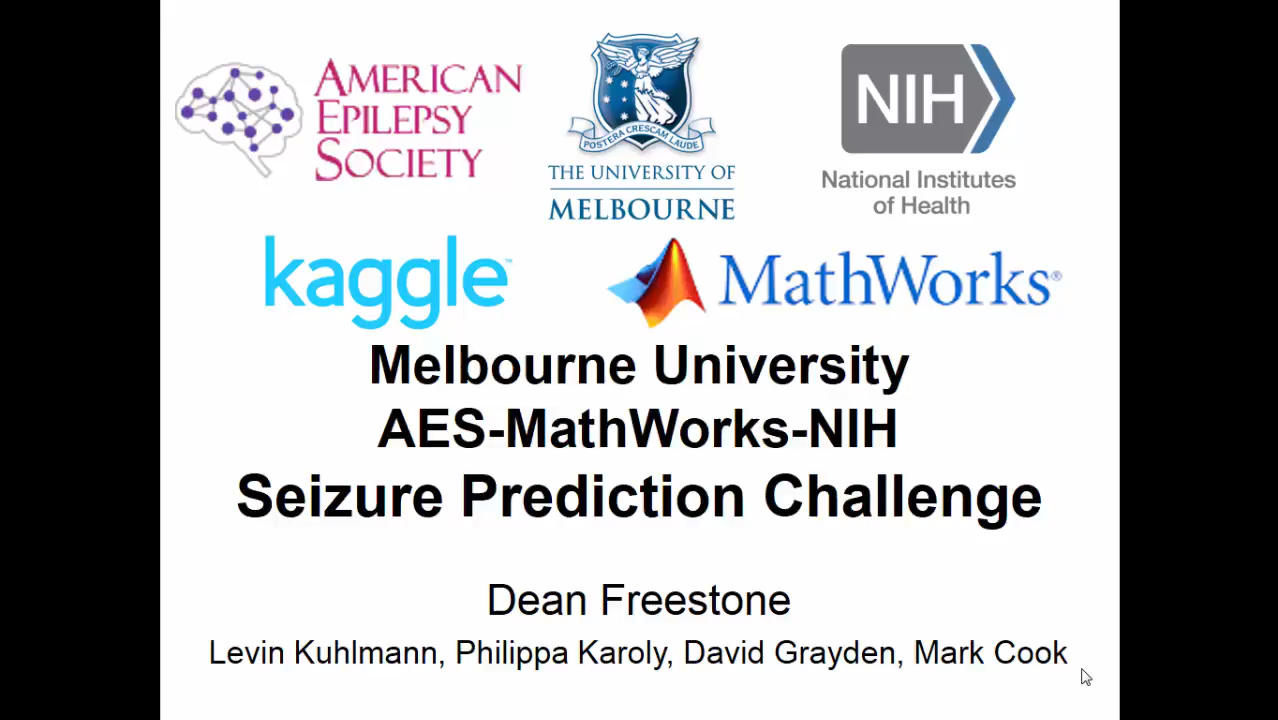 AMERICAN
EPILEPSY
SOCIETY
POSTERA CRESCAM LAUDE
THE UNIVERSITY OF
MELBOURNE
NIH
National Institutes
of Health
kaggle™
MathWorks®
Melbourne University
AES-MathWorks-NIH
Seizure Prediction Challenge
Dean Freestone
Levin Kuhlmann, Philippa Karoly, David Grayden, Mark Cook